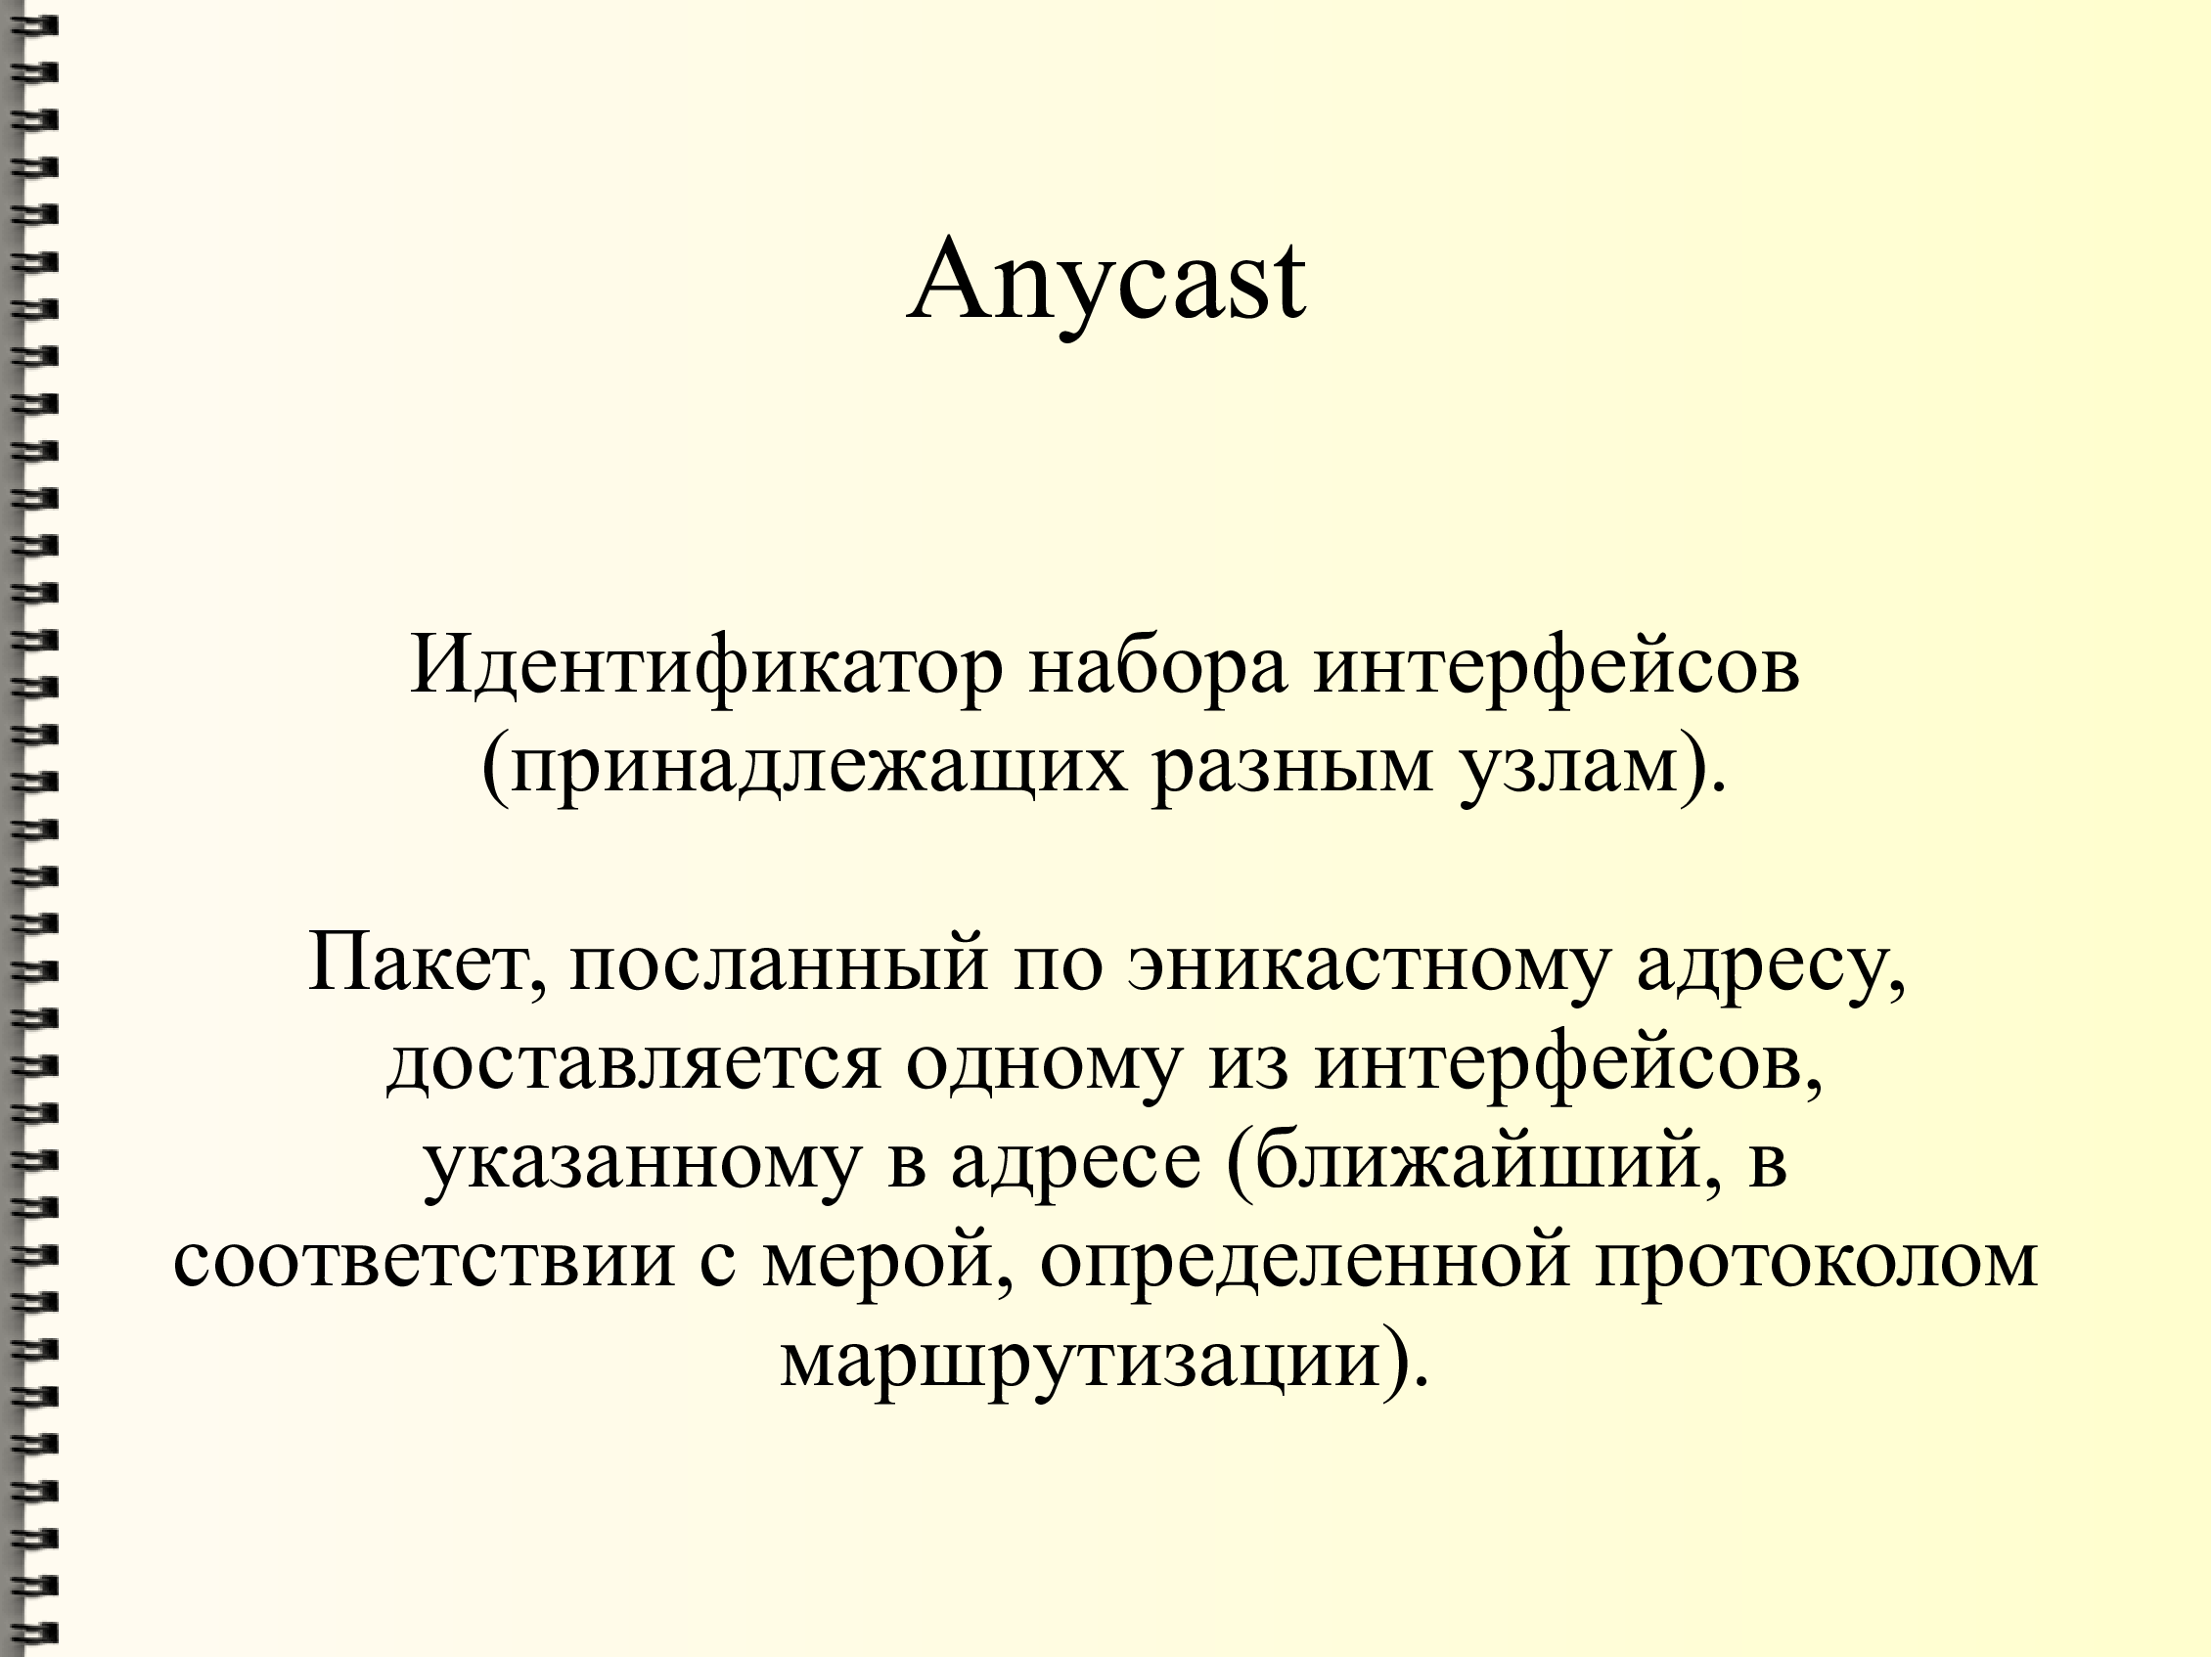 Anycast
Идентификатор набора интерфейсов
(принадлежащих разным узлам).
Пакет, посланный по эникастному адресу,
доставляется одному из интерфейсов,
указанному в адресе (ближайший, в
соответствии с мерой, определенной протоколом
маршрутизации).